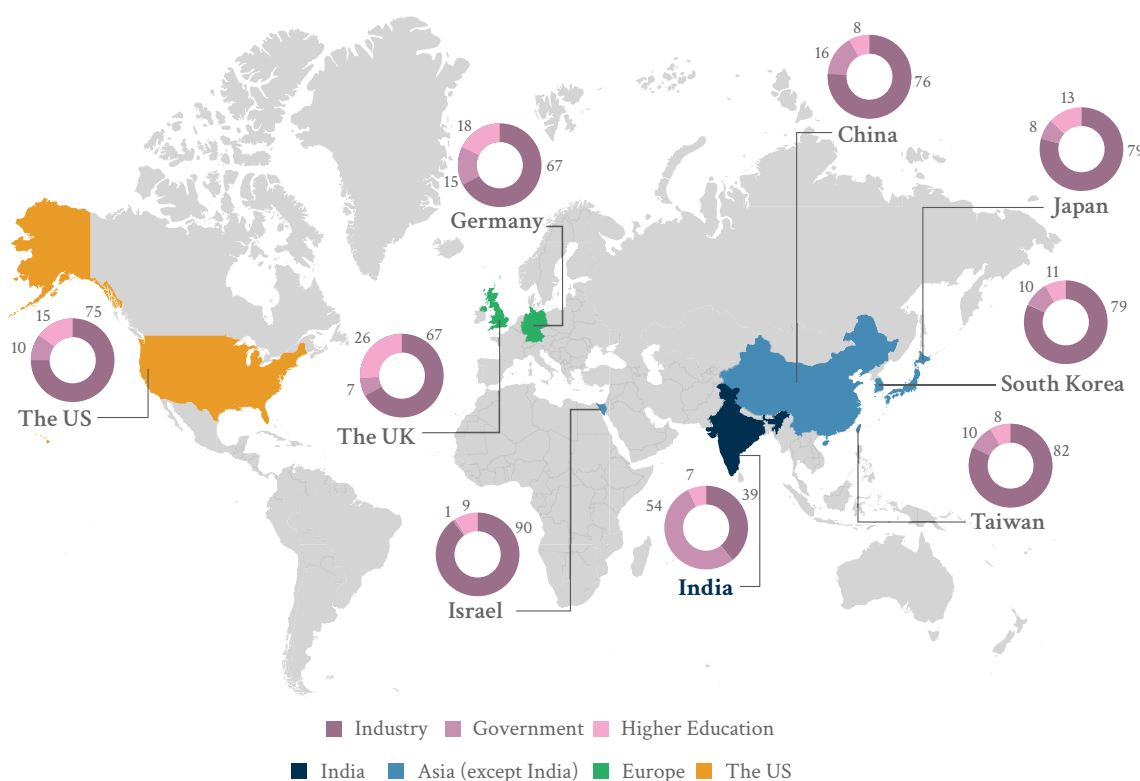 8
16
76
China
13
8
79
Japan
18
67
15
Germany
11
10
79
South Korea
15
75
10
The US
26
67
7
The UK
8
10
82
Taiwan
7
54
39
India
1
9
90
Israel
Industry Government Higher Education
India Asia (except India) Europe The US